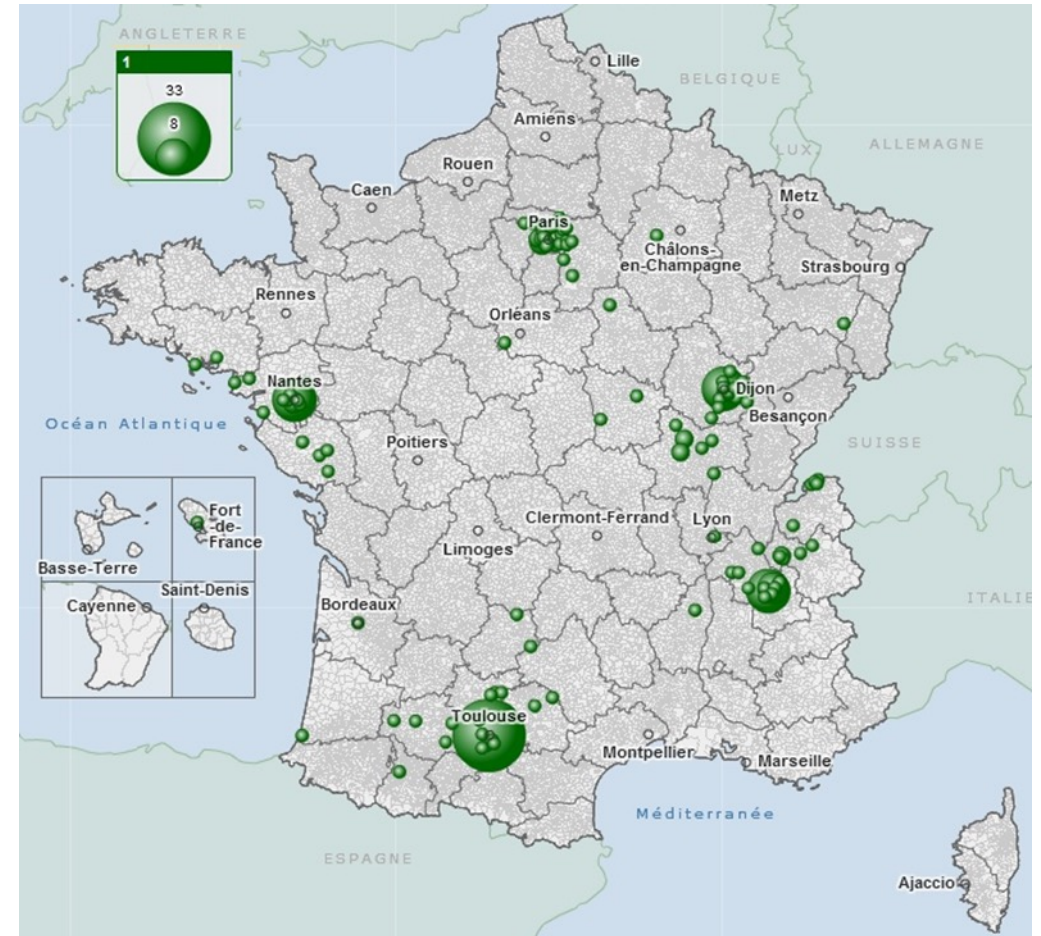 ANGLETERRE
1
33
8
Lille
BELGIQUE
Amiens
ALLEMAGNE
LUX.
Rouen
Caen
Metz
Paris
Châlons-
en-Champagne
Strasbourg
Rennes
Orléans
Nantes
Dijon
Besançon
Océan Atlantique
Poitiers
SUISSE
Fort
-de-
France
Clermont-Ferrand
Lyon
Limoges
Basse-Terre
Saint-Denis
Cayenne
Bordeaux
ITALIE
Toulouse
Montpellier
Marseille
Méditerranée
ESPAGNE
Ajaccio